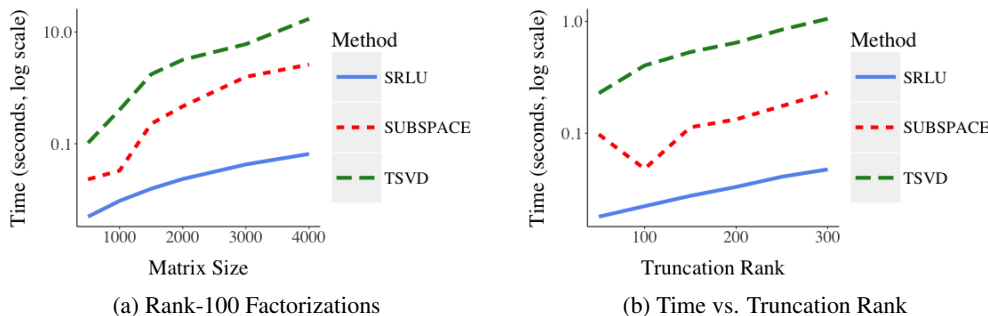 Time (seconds, log scale)
10.0
0.1
1000
2000
3000
4000
Matrix Size
Method
SRLU
SUBSPACE
TSVD
(a) Rank-100 Factorizations
Time (seconds, log scale)
1.0
0.1
100
200
300
Truncation Rank
Method
SRLU
SUBSPACE
TSVD
(b) Time vs. Truncation Rank